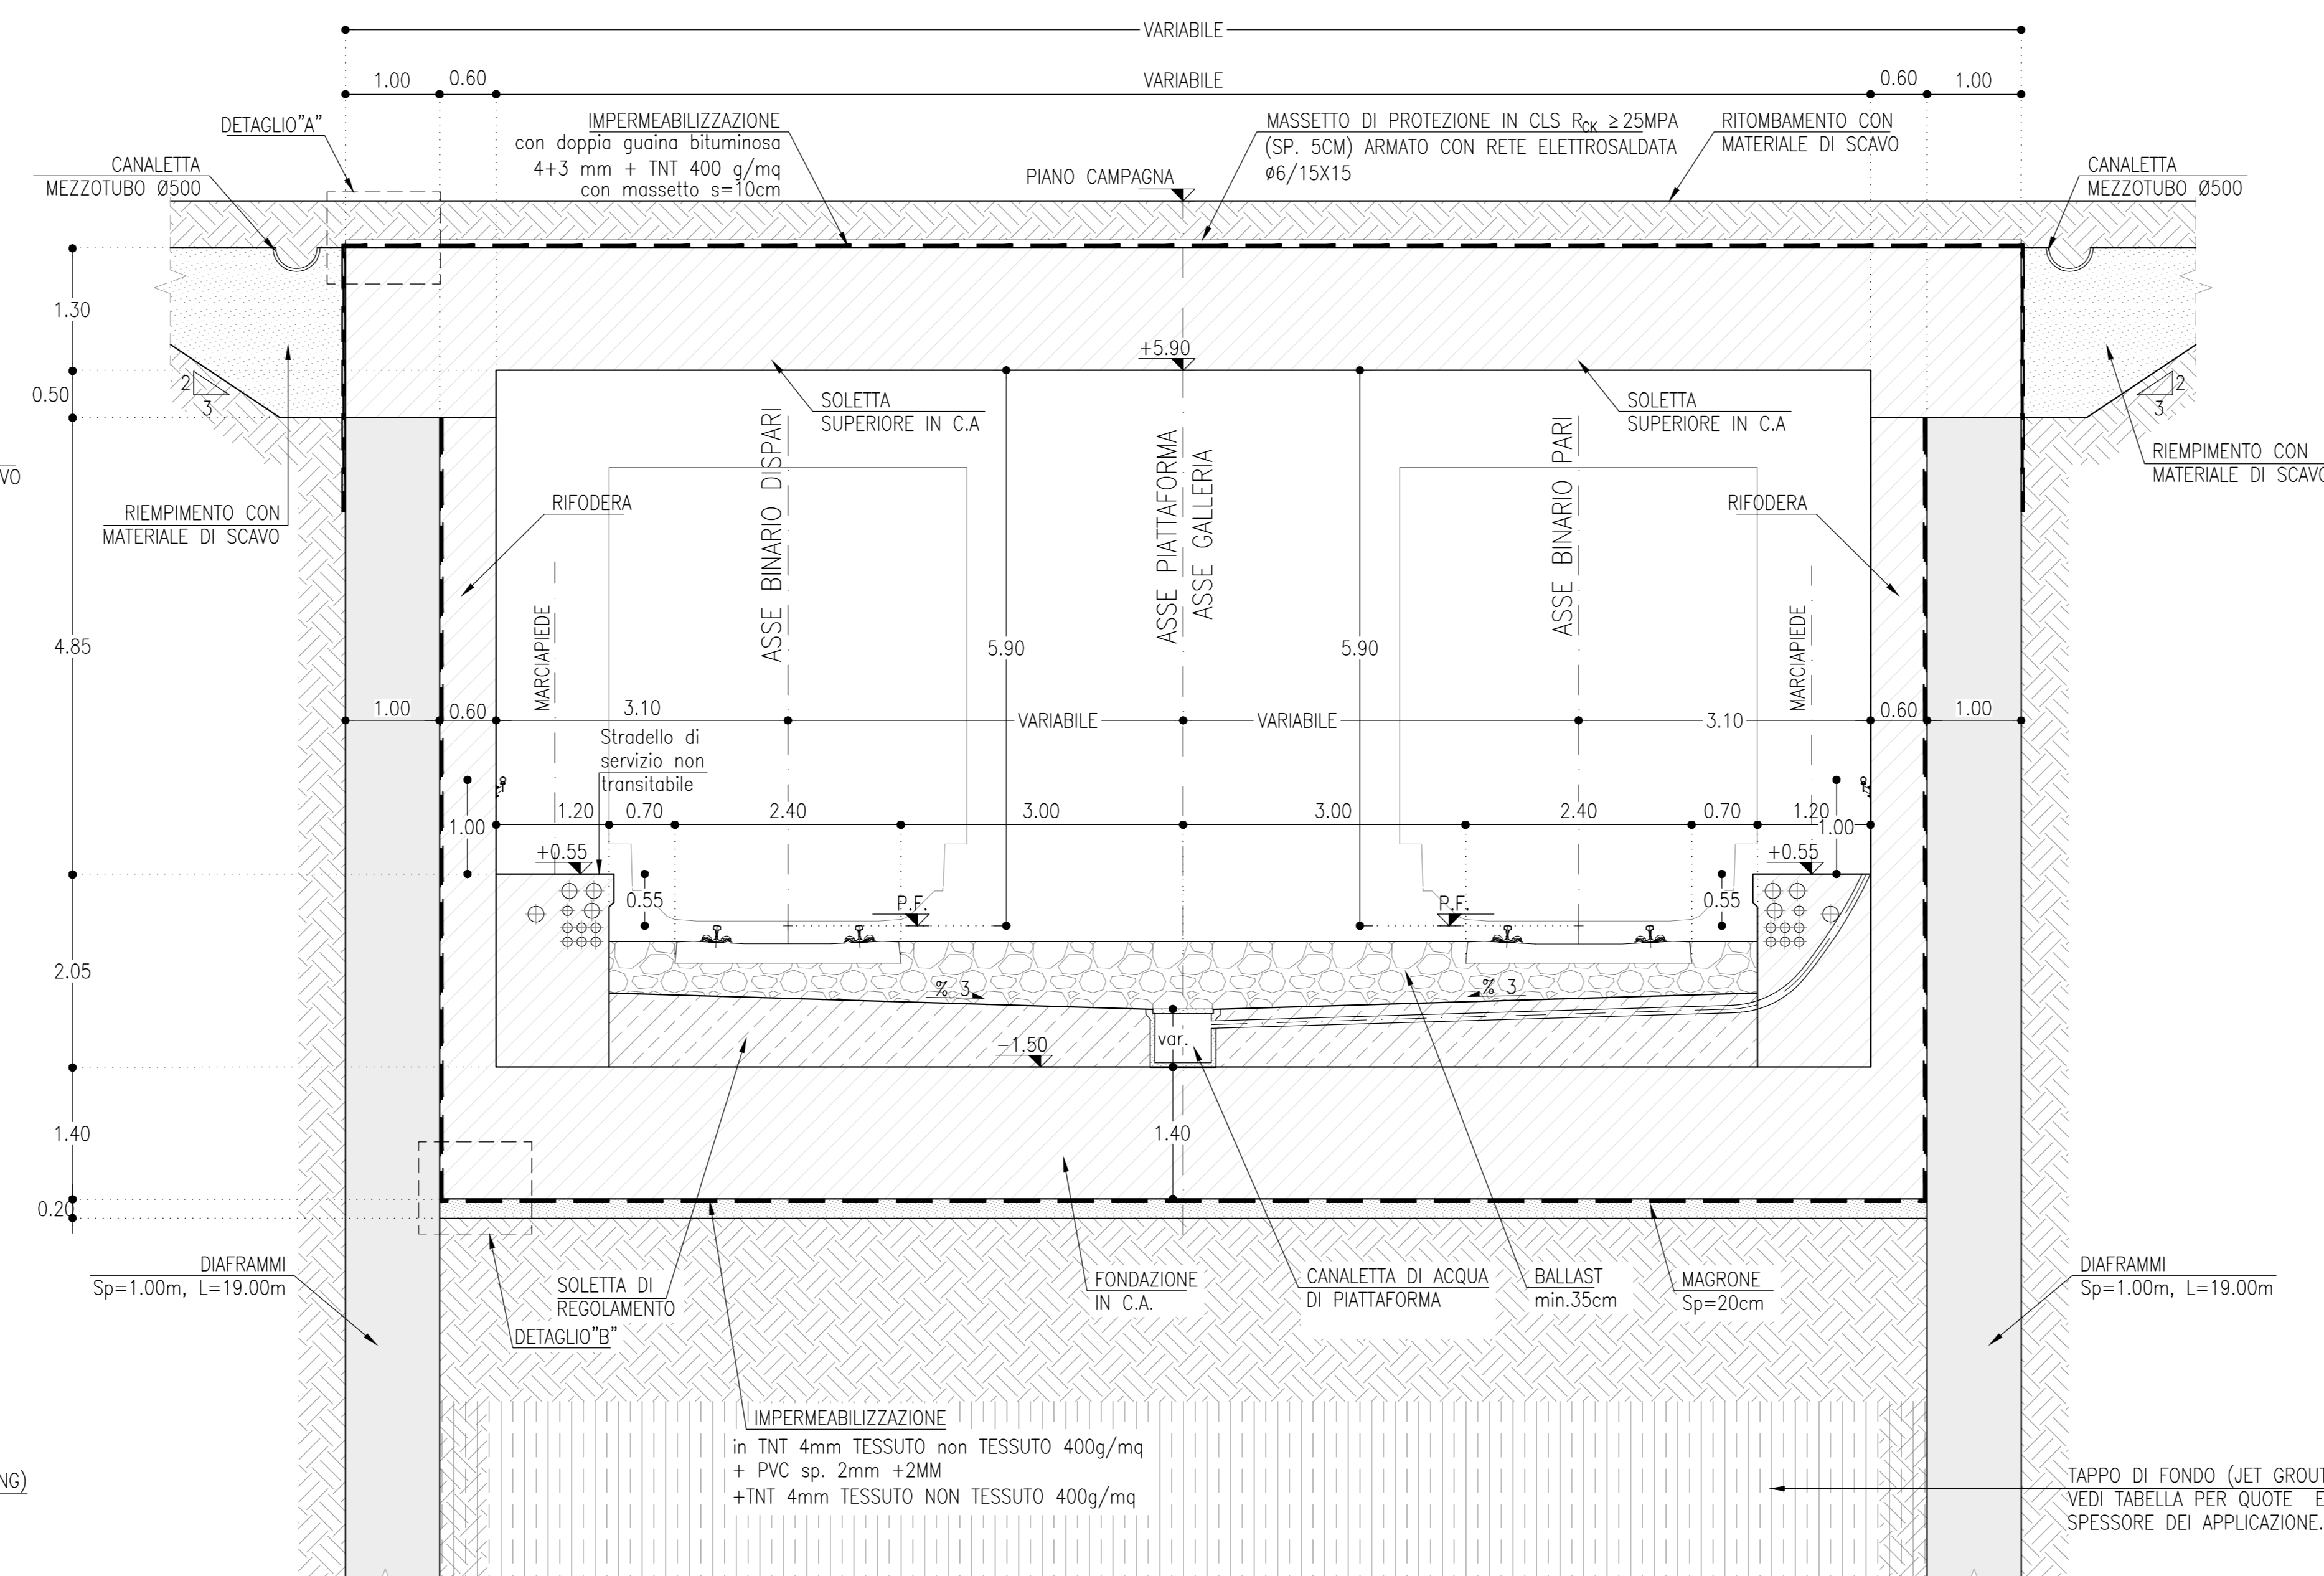 VARIABILE
1.00
0.60
VARIABILE
0.60
1.00
DETAGLIO"A"
IMPERMEABILIZZAZIONE
con doppia guaina bituminosa
4+3 mm + TNT 400 g/mq
con massetto s=10cm
MASSETTO DI PROTEZIONE IN CLS RCK ≥25MPA
(SP. 5CM) ARMATO CON RETE ELETTROSALDATA
Ø6/15X15
RITOMBAMENTO CON
MATERIALE DI SCAVO
CANALETTA
MEZZOTUBO Ø500
PIANO CAMPAGNA
CANALETTA
MEZZOTUBO Ø500
1.30
+5.90
2
3
0.50
SOLETTA
SUPERIORE IN C.A
SOLETTA
SUPERIORE IN C.A
2
3
VO
RIEMPIMENTO CON
MATERIALE DI SCAVO
RIFODERA
ASSE BINARIO DISPARI
ASSE PIATTAFORMA
ASSE GALLERIA
ASSE BINARIO PARI
RIFODERA
RIEMPIMENTO CON
MATERIALE DI SCAVO
4.85
MARCIAPIEDE
5.90
5.90
MARCIAPIEDE
1.00
0.60
3.10
VARIABILE
VARIABILE
3.10
0.60
1.00
Stradello di
servizio non
transitabile
1.00
1.20
0.70
2.40
3.00
3.00
2.40
0.70
1.20
1.00
+0.55
+0.55
0.55
P.F.
P.F.
0.55
2.05
% 3
% 3
var.
-1.50
1.40
1.40
0.20
DIAFRAMMI
Sp=1.00m, L=19.00m
SOLETTA DI
REGOLAMENTO
DETAGLIO"B"
FONDAZIONE
IN C.A.
CANALETTA DI ACQUA
DI PIATTAFORMA
BALLAST
min.35cm
MAGRONE
Sp=20cm
DIAFRAMMI
Sp=1.00m, L=19.00m
IMPERMEABILIZZAZIONE
in TNT 4mm TESSUTO non TESSUTO 400g/mq
+ PVC sp. 2mm +2MM
+TNT 4mm TESSUTO NON TESSUTO 400g/mq
NG)
TAPPO DI FONDO (JET GROUT
VEDI TABELLA PER QUOTE E
SPESSORE DEI APPLICAZIONE.